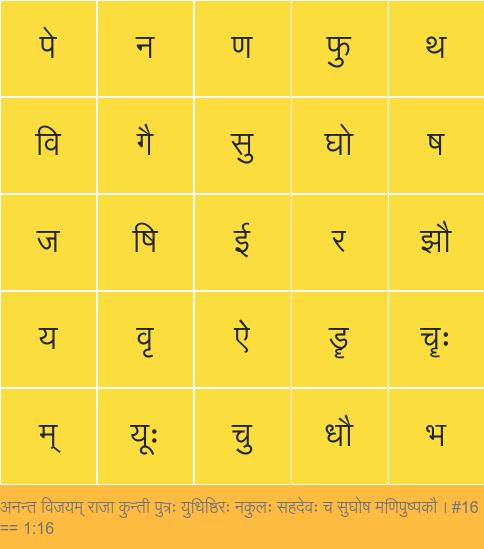 पे न ण फु थ
वि गै सु घो ष
ज षि ई र झौ
य वृ ऐ ड़ॄ चॄः
म् यूः चु धौ भ
अनन्त विजयम् राजा कुन्ती पुत्रः युधिष्ठिरः नकुलः सहदेवः च सुघोष मणिपुष्पकौ । #16
== 1:16